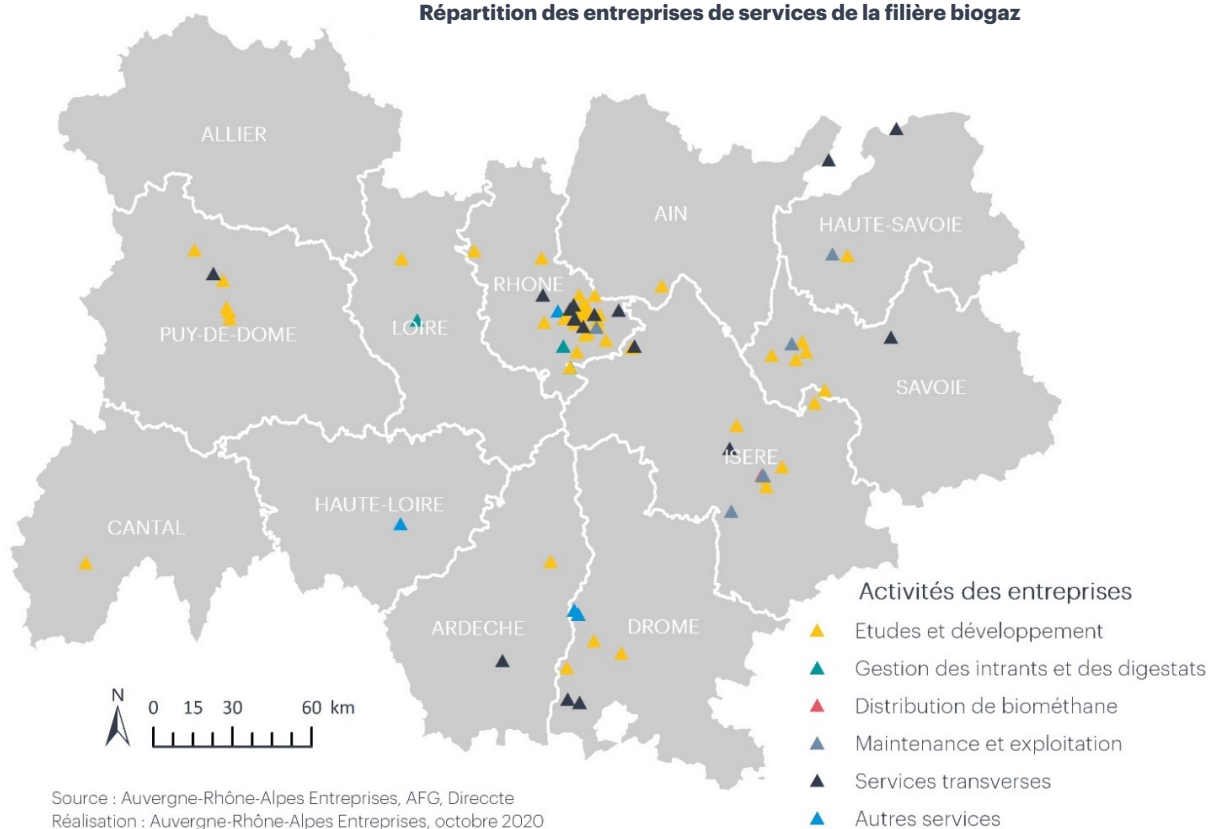 Répartition des entreprises de services de la filière biogaz
ALLIER
AIN
HAUTE-SAVOIE
RHONE
PUY-DE-DOME
LOIRE
SAVOIE
ISERE
HAUTE-LOIRE
CANTAL
ARDECHE
DROME
Activités des entreprises
Etudes et développement
Gestion des intrants et des digestats
Distribution de biométhane
Maintenance et exploitation
Services transverses
Autres services
N
0 15 30 60 km
Source : Auvergne-Rhône-Alpes Entreprises, AFG, Direccte
Réalisation : Auvergne-Rhône-Alpes Entreprises, octobre 2020